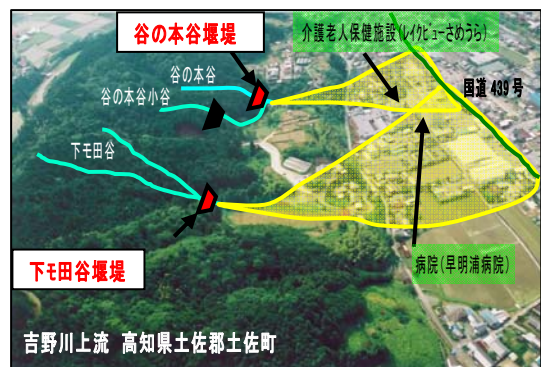 谷の本谷堰堤
介護老人保健施設(ﾚｲｸﾋﾞｭｰさめうら)
国道 439 号
谷の本谷
谷の本谷小谷
下モ田谷
下ﾓ田谷堰堤
病院(早明浦病院)
吉野川上流 高知県土佐郡土佐町